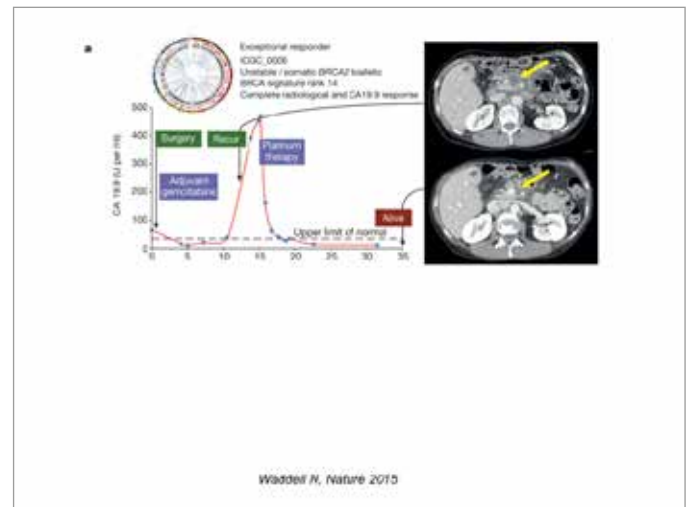 a
Exceptional responder
ICGC_0006
Unstable / somatic BRCA2 biallelic
BRCA signature rank 14
Complete radiological and CA19.9 response
500
400
300
200
100
0
CA 19.9 (U per ml)
Surgery
Recur
Platinum
therapy
Adjuvant
gemcitabine
Alive
Upper limit of normal
0
5
10
15
20
25
30
35
Waddell N, Nature 2015